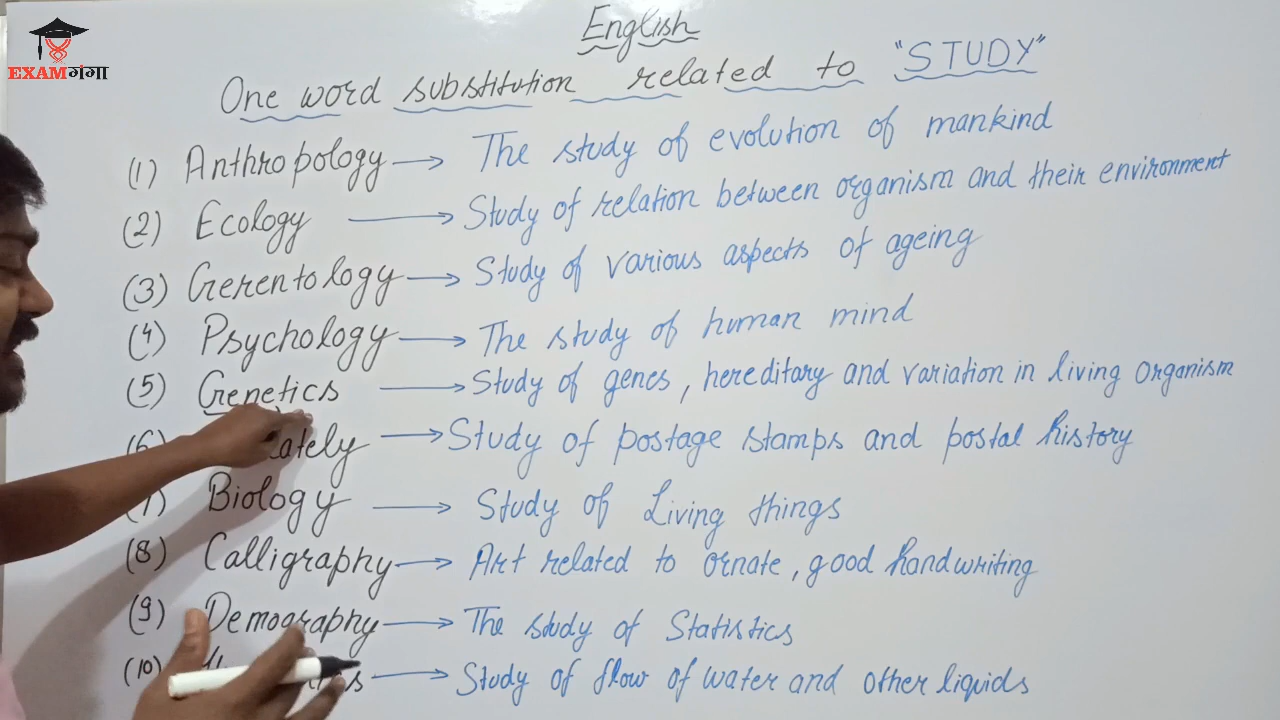 EXAMगंगा
English
One word substitution related to "STUDY"
(1) Anthropology → The study of evolution of mankind
(2) Ecology → Study of relation between organism and their environment
(3) Gerentology → Study of various aspects of ageing
(4) Psychology → The study of human mind
(5) Genetics → Study of genes, hereditary and variation in living organism
(6) → Study of postage stamps and postal history
(7) Biology → Study of Living things
(8) Calligraphy → Art related to ornate, good handwriting
(9) Demography → The study of Statistics
(10) → Study of flow of water and other liquids